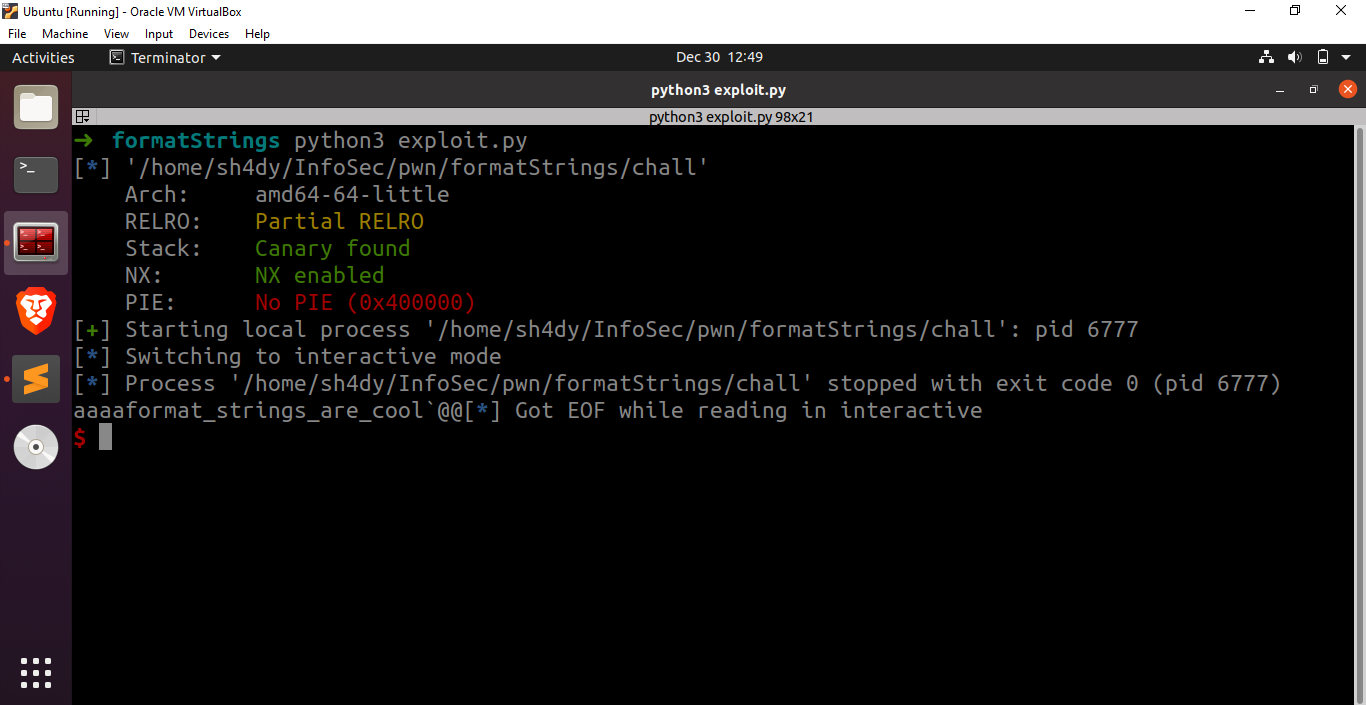 Ubuntu [Running] - Oracle VM VirtualBox
File Machine View Input Devices Help
Activities Terminator Dec 30 12:49
python3 exploit.py
python3 exploit.py 98x21
➜ formatStrings python3 exploit.py
[*] '/home/sh4dy/InfoSec/pwn/formatStrings/chall'
Arch: amd64-64-little
RELRO: Partial RELRO
Stack: Canary found
NX: NX enabled
PIE: No PIE (0x400000)
[+] Starting local process '/home/sh4dy/InfoSec/pwn/formatStrings/chall': pid 6777
[*] Switching to interactive mode
[*] Process '/home/sh4dy/InfoSec/pwn/formatStrings/chall' stopped with exit code 0 (pid 6777)
aaaaformat_strings_are_cool`@@[*] Got EOF while reading in interactive
$